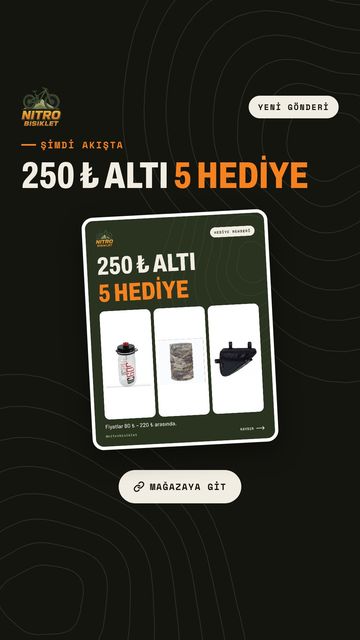 NITRO
BISIKLET
YENİ GÖNDERİ
ŞİMDİ AKIŞTA
250 ₺ ALTI 5 HEDİYE
NITRO
BISIKLET
HEDİYE REHBERİ
250 ₺ ALTI
5 HEDİYE
Fiyatlar 80 ₺ – 220 ₺ arasında.
@nitrobisiklet
KAYDIR →
MAĞAZAYA GİT